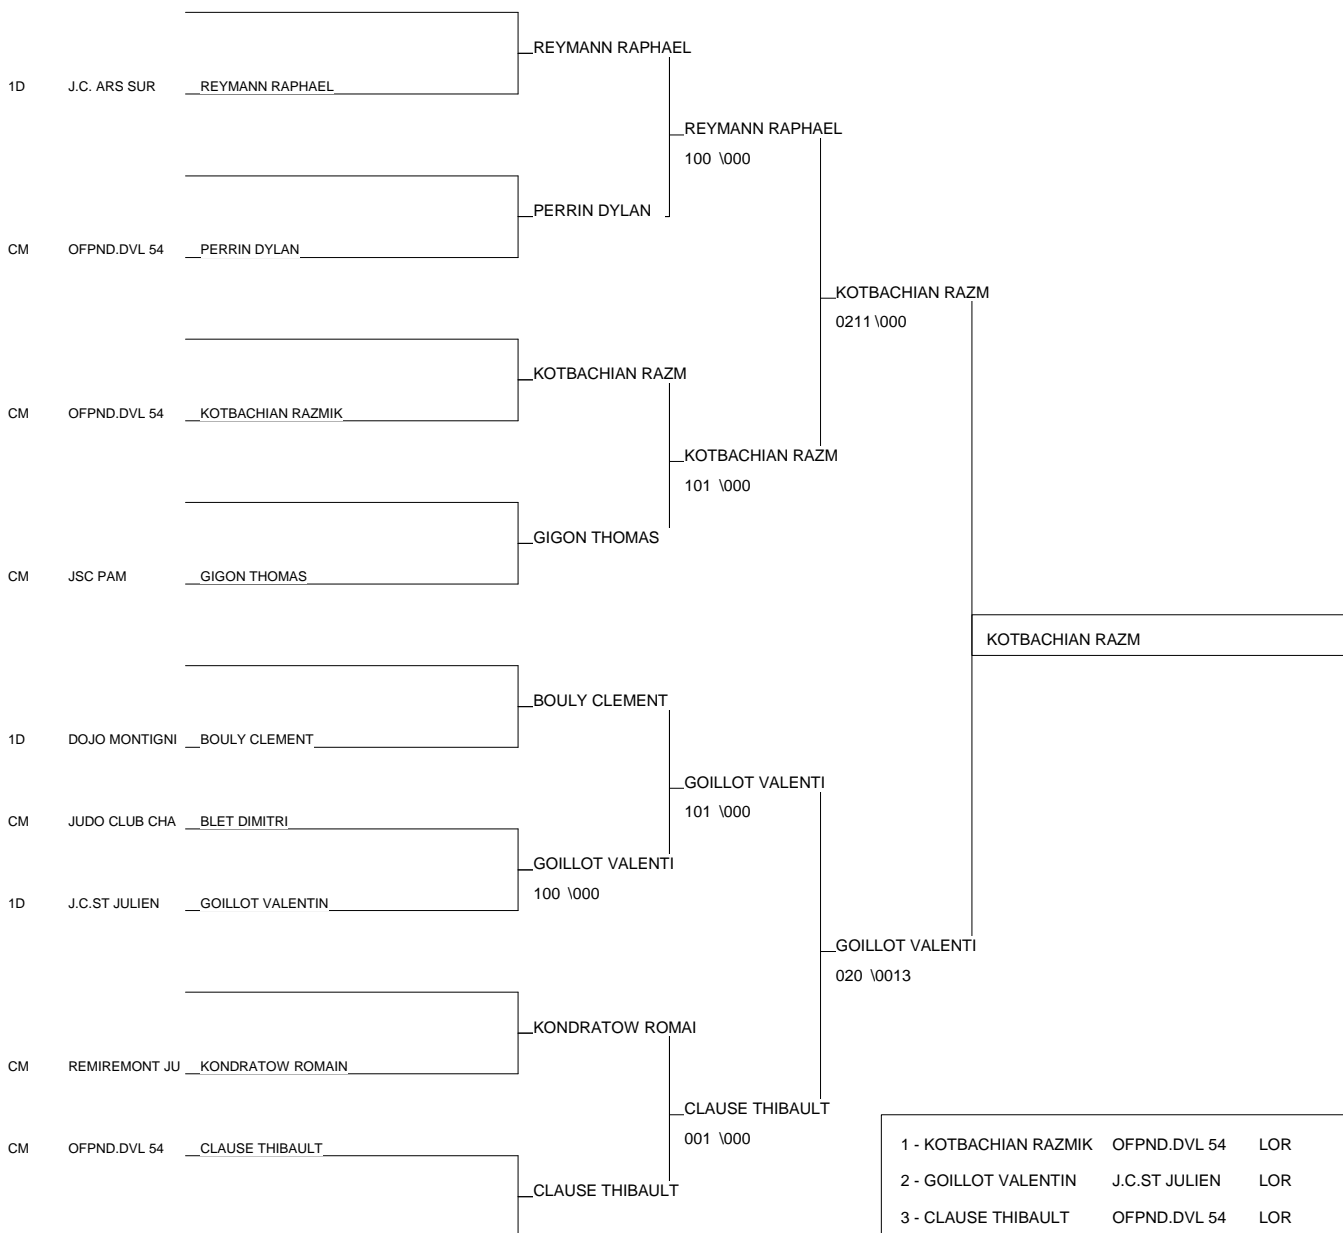 REYMANN RAPHAEL
1D J.C. ARS SUR REYMANN RAPHAEL
REYMANN RAPHAEL
100 \000
PERRIN DYLAN
CM OFPND.DVL 54 PERRIN DYLAN
KOTBACHIAN RAZM
0211 \000
KOTBACHIAN RAZM
CM OFPND.DVL 54 KOTBACHIAN RAZMIK
KOTBACHIAN RAZM
101 \000
GIGON THOMAS
CM JSC PAM GIGON THOMAS
KOTBACHIAN RAZM
BOULY CLEMENT
1D DOJO MONTIGNI BOULY CLEMENT
GOILLOT VALENTI
101 \000
CM JUDO CLUB CHA BLET DIMITRI
GOILLOT VALENTI
100 \000
1D J.C.ST JULIEN GOILLOT VALENTIN
GOILLOT VALENTI
020 \0013
KONDRATOW ROMAI
CM REMIREMONT JU KONDRATOW ROMAIN
CLAUSE THIBAULT
001 \000
CM OFPND.DVL 54 CLAUSE THIBAULT
CLAUSE THIBAULT
1 - KOTBACHIAN RAZMIK OFPND.DVL 54 LOR
2 - GOILLOT VALENTIN J.C.ST JULIEN LOR
3 - CLAUSE THIBAULT OFPND.DVL 54 LOR